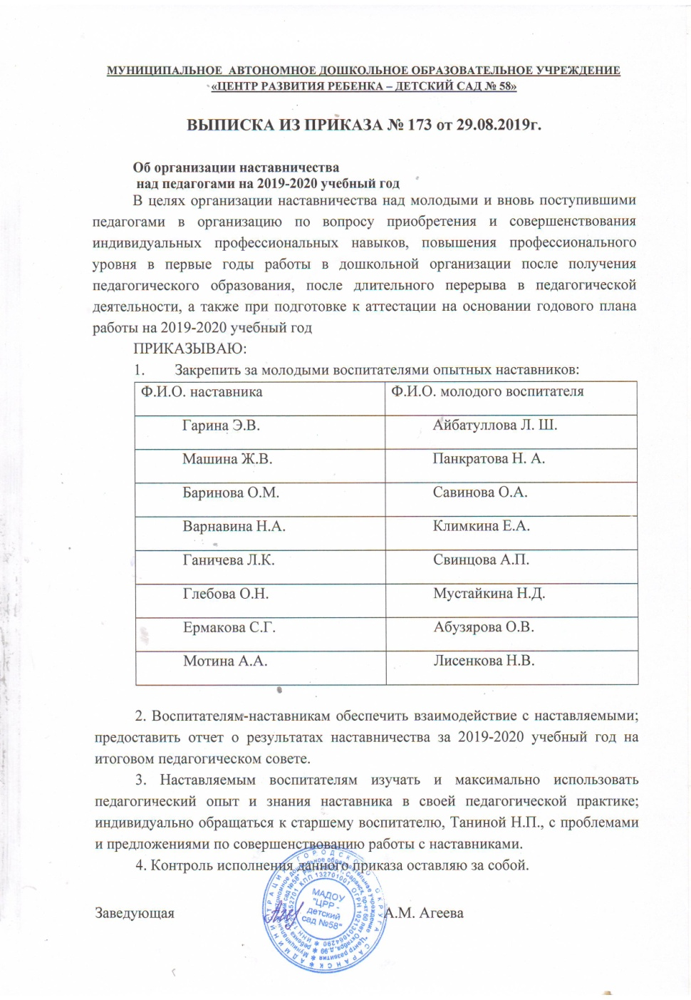 МУНИЦИПАЛЬНОЕ АВТОНОМНОЕ ДОШКОЛЬНОЕ ОБРАЗОВАТЕЛЬНОЕ УЧРЕЖДЕНИЕ
«ЦЕНТР РАЗВИТИЯ РЕБЕНКА – ДЕТСКИЙ САД № 58»
ВЫПИСКА ИЗ ПРИКАЗА № 173 от 29.08.2019г.
Об организации наставничества
над педагогами на 2019-2020 учебный год
В целях организации наставничества над молодыми и вновь поступившими
педагогами в организацию по вопросу приобретения и совершенствования
индивидуальных профессиональных навыков, повышения профессионального
уровня в первые годы работы в дошкольной организации после получения
педагогического образования, после длительного перерыва в педагогической
деятельности, а также при подготовке к аттестации на основании годового плана
работы на 2019-2020 учебный год
ПРИКАЗЫВАЮ:
1. Закрепить за молодыми воспитателями опытных наставников:
Ф.И.О. наставника Ф.И.О. молодого воспитателя
Гарина Э.В. Айбатуллова Л. Ш.
Машина Ж.В. Панкратова Н. А.
Баринова О.М. Савинова О.А.
Варнавина Н.А. Климкина Е.А.
Ганичева Л.К. Свинцова А.П.
Глебова О.Н. Мустайкина Н.Д.
Ермакова С.Г. Абузярова О.В.
Мотина А.А. Лисенкова Н.В.
2. Воспитателям-наставникам обеспечить взаимодействие с наставляемыми;
предоставить отчет о результатах наставничества за 2019-2020 учебный год на
итоговом педагогическом совете.
3. Наставляемым воспитателям изучать и максимально использовать
педагогический опыт и знания наставника в своей педагогической практике;
индивидуально обращаться к старшему воспитателю, Таниной Н.П., с проблемами
и предложениями по совершенствованию работы с наставниками.
4. Контроль исполнения данного приказа оставляю за собой.
Заведующая А.М. Агеева
МАДОУ
"ЦРР -
детский
сад №58"